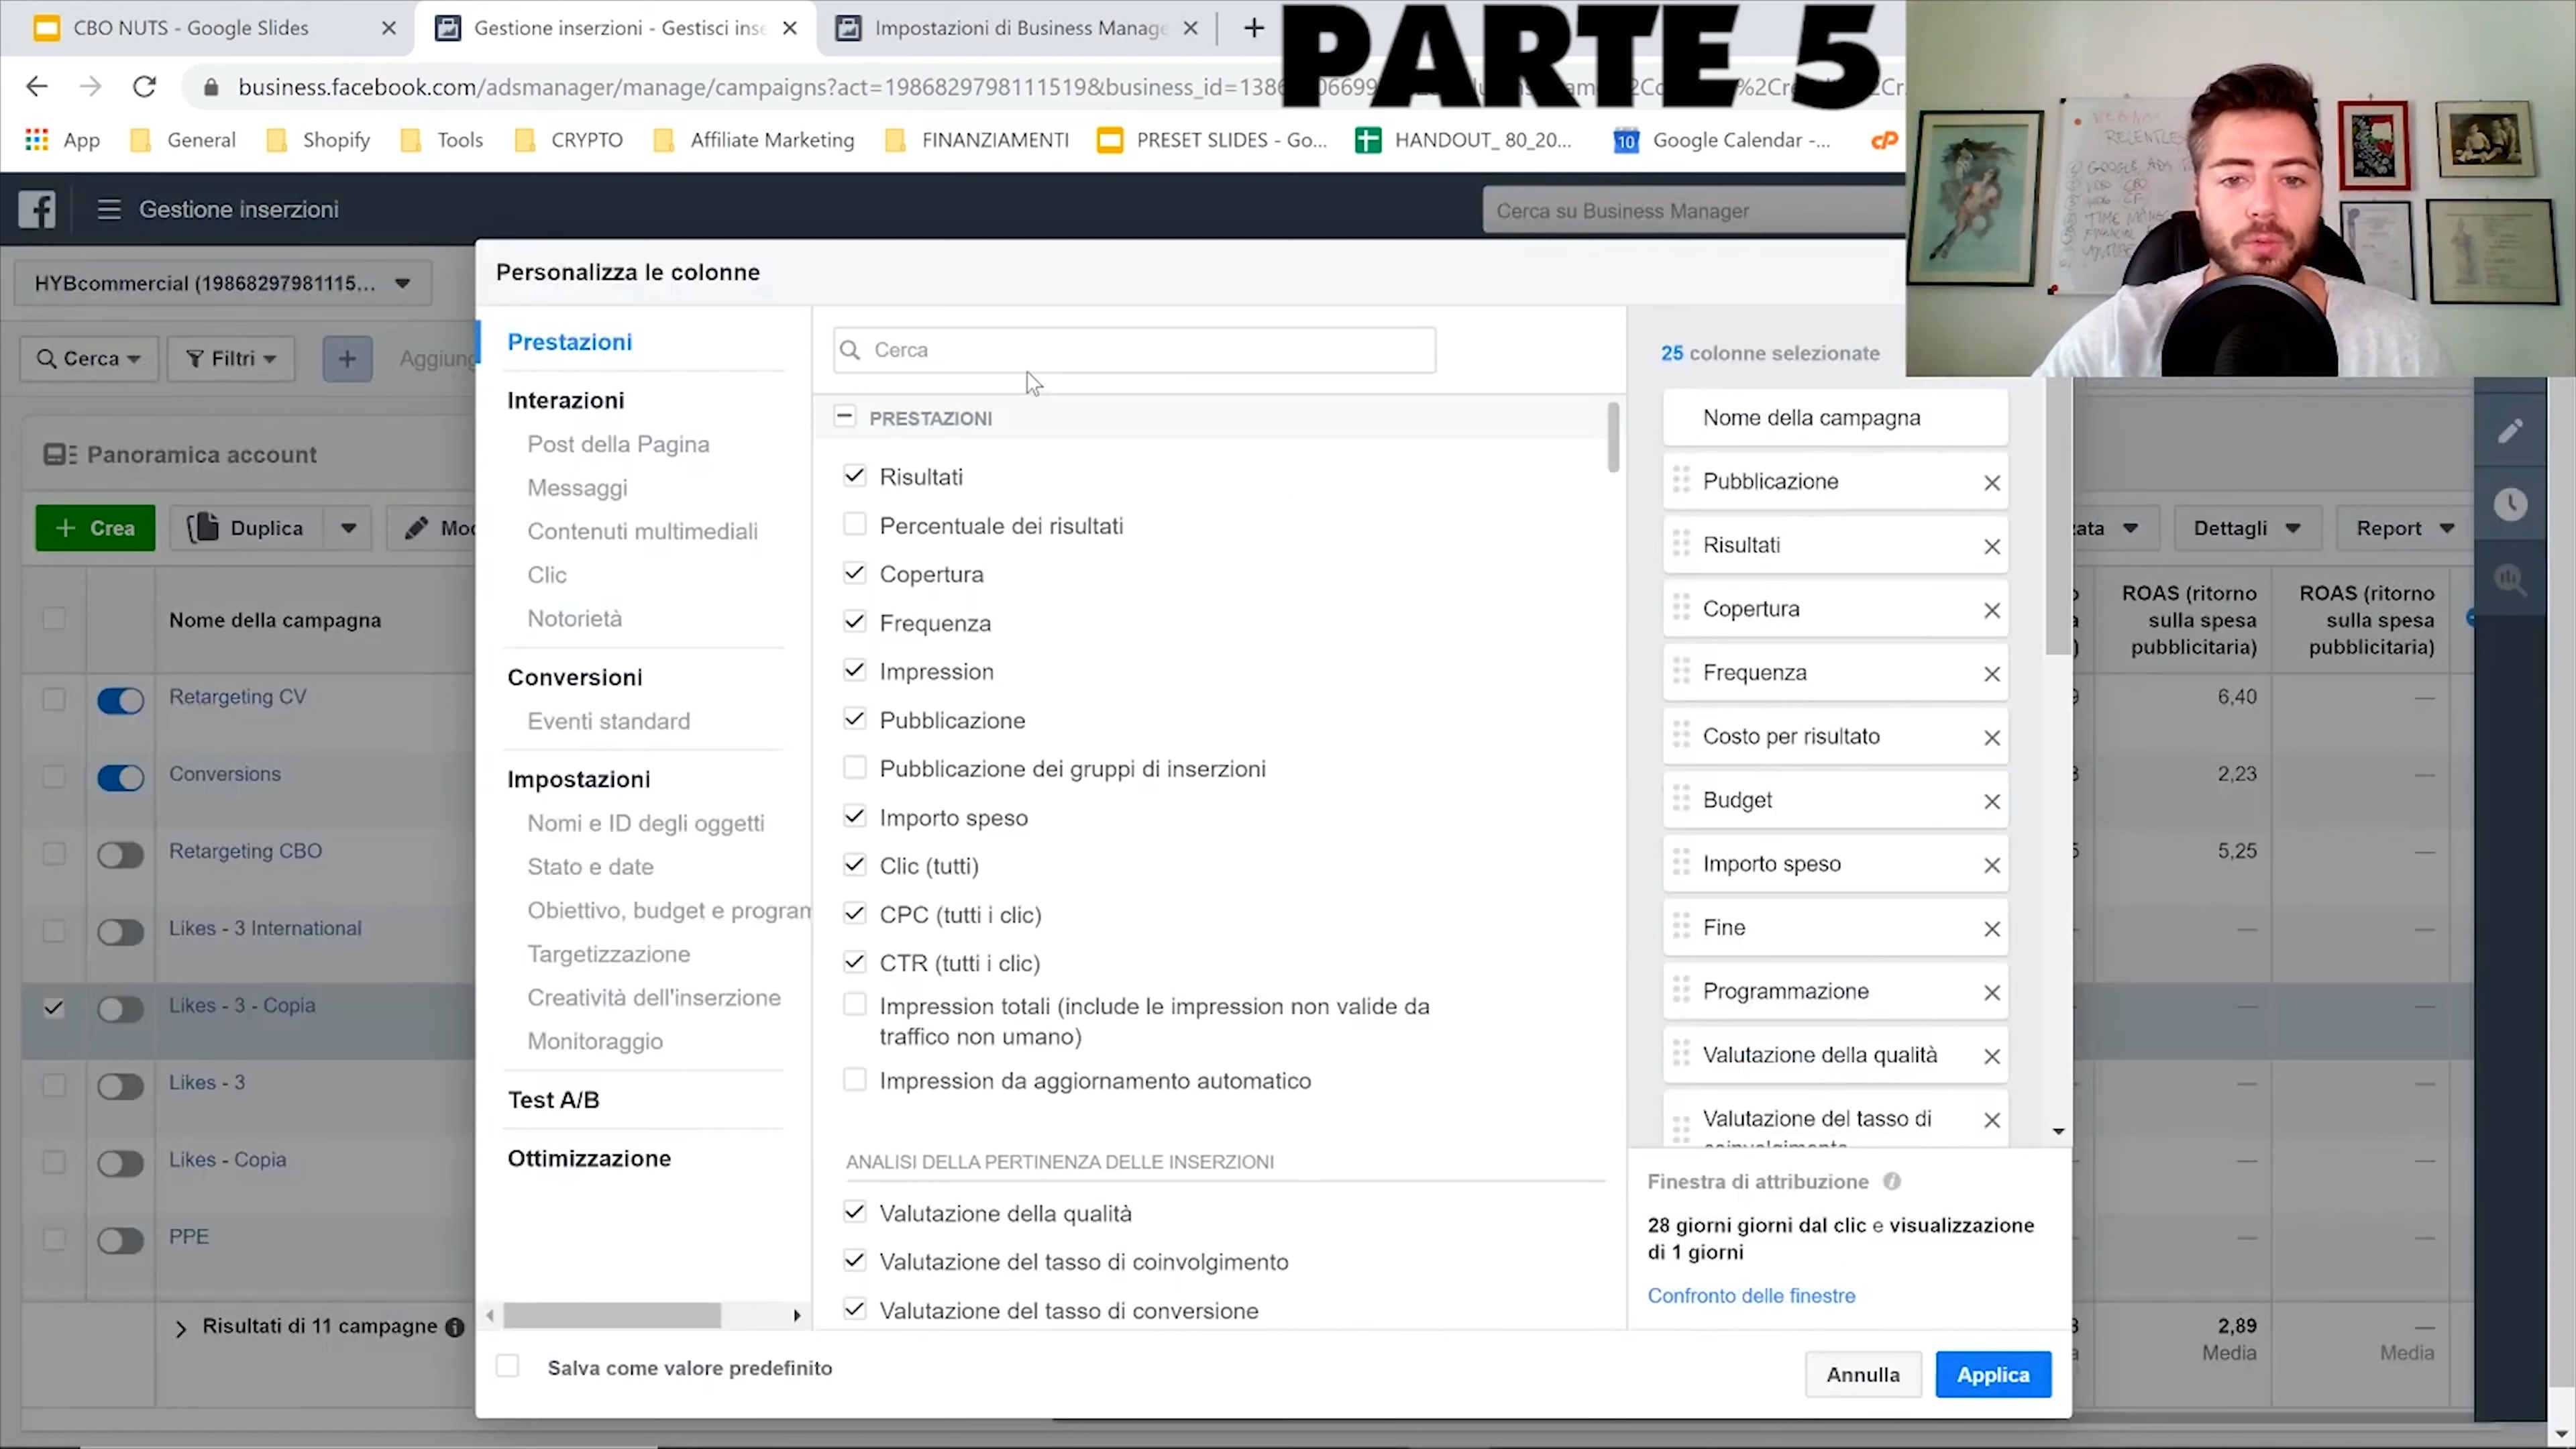 CBO NUTS - Google Slides
Gestione inserzioni - Gestisci inse
Impostazioni di Business Manage
PARTE 5
business.facebook.com/adsmanager/manage/campaigns?act=198682979811151​9&business_id=138
App
General
Shopify
Tools
CRYPTO
Affiliate Marketing
FINANZIAMENTI
PRESET SLIDES - Go...
HANDOUT_ 80_20...
10
Google Calendar -...
cP
RELENTLES
Gestione inserzioni
Cerca su Business Manager
HYBcommercial (19868297981115...
Cerca
Filtri
+
Aggiung
Panoramica account
+ Crea
Duplica
Mod
Nome della campagna
Retargeting CV
Conversions
Retargeting CBO
Likes - 3 International
Likes - 3 - Copia
Likes - 3
Likes - Copia
PPE
Risultati di 11 campagne
Personalizza le colonne
Prestazioni
Interazioni
Post della Pagina
Messaggi
Contenuti multimediali
Clic
Notorietà
Conversioni
Eventi standard
Impostazioni
Nomi e ID degli oggetti
Stato e date
Obiettivo, budget e program
Targetizzazione
Creatività dell'inserzione
Monitoraggio
Test A/B
Ottimizzazione
Cerca
PRESTAZIONI
Risultati
Percentuale dei risultati
Copertura
Frequenza
Impression
Pubblicazione
Pubblicazione dei gruppi di inserzioni
Importo speso
Clic (tutti)
CPC (tutti i clic)
CTR (tutti i clic)
Impression totali (include le impression non valide da
traffico non umano)
Impression da aggiornamento automatico
ANALISI DELLA PERTINENZA DELLE INSERZIONI
Valutazione della qualità
Valutazione del tasso di coinvolgimento
Valutazione del tasso di conversione
25 colonne selezionate
Nome della campagna
Pubblicazione
Risultati
Copertura
Frequenza
Costo per risultato
Budget
Importo speso
Fine
Programmazione
Valutazione della qualità
Valutazione del tasso di
Finestra di attribuzione
28 giorni giorni dal clic e visualizzazione
di 1 giorni
Confronto delle finestre
Salva come valore predefinito
Annulla
Applica
zata
Dettagli
Report
ROAS (ritorno
sulla spesa
pubblicitaria)
ROAS (ritorno
sulla spesa
pubblicitaria)
6,40
—
2,23
—
5,25
—
—
—
—
—
—
—
—
—
—
—
2,89
—
Media
Media